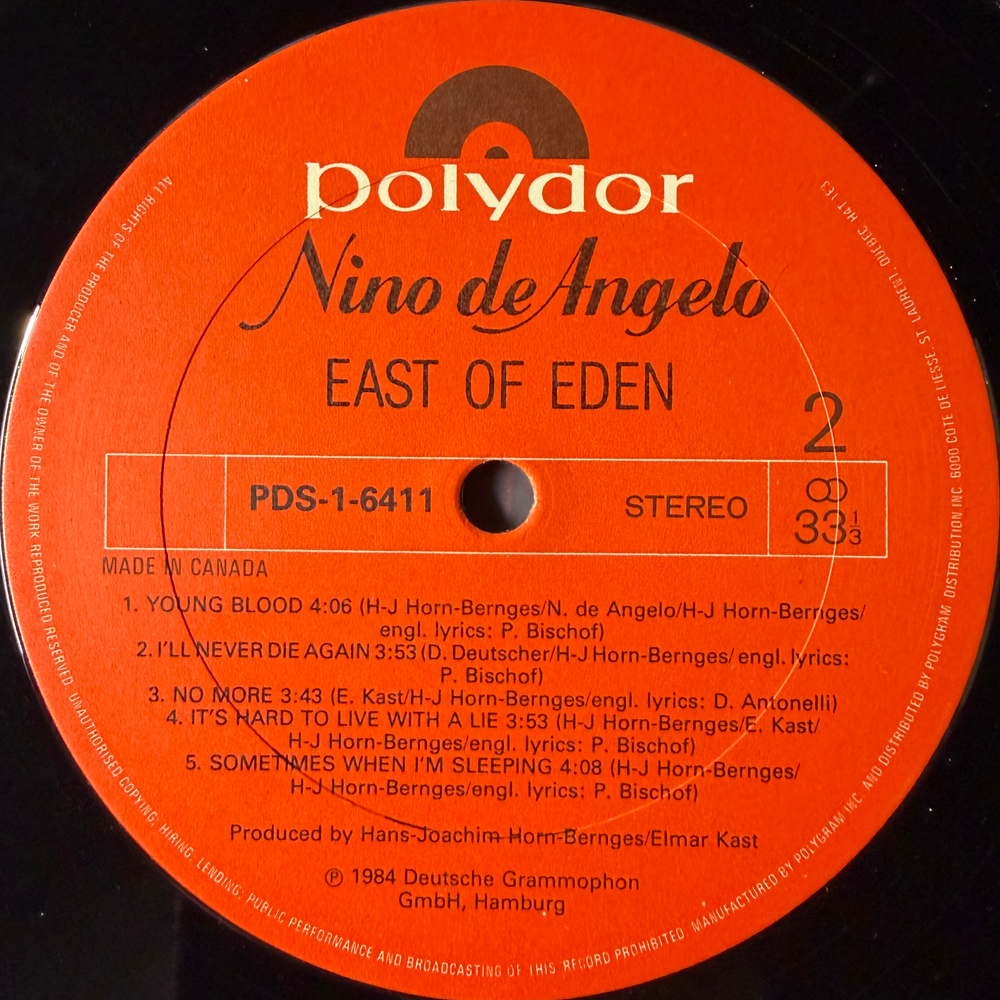 polydor
Nino de Angelo
EAST OF EDEN
2
PDS-1-6411
STEREO
33⅓
MADE IN CANADA
1. YOUNG BLOOD 4:06 (H-J Horn-Bernges/N. de Angelo/H-J Horn-Bernges/
engl. lyrics: P. Bischof)
2. I'LL NEVER DIE AGAIN 3:53 (D. Deutscher/H-J Horn-Bernges/engl. lyrics:
P. Bischof)
3. NO MORE 3:43 (E. Kast/H-J Horn-Bernges/engl. lyrics: D. Antonelli)
4. IT'S HARD TO LIVE WITH A LIE 3:53 (H-J Horn-Bernges/E. Kast/
H-J Horn-Bernges/engl. lyrics: P. Bischof)
5. SOMETIMES WHEN I'M SLEEPING 4:08 (H-J Horn-Bernges/
H-J Horn-Bernges/engl. lyrics: P. Bischof)
Produced by Hans-Joachim Horn-Bernges/Elmar Kast
℗ 1984 Deutsche Grammophon
GmbH, Hamburg
ALL RIGHTS OF THE PRODUCER AND OF THE OWNER OF THE WORK REPRODUCED RESERVED. UNAUTHORISED COPYING, HIRING, LENDING, PUBLIC PERFORMANCE AND BROADCASTING OF THIS RECORD PROHIBITED. MANUFACTURED BY POLYGRAM INC. AND DISTRIBUTED BY POLYGRAM DISTRIBUTION INC 6000 COTE DE LIESSE, ST LAURENT, QUEBEC H4T 1E3